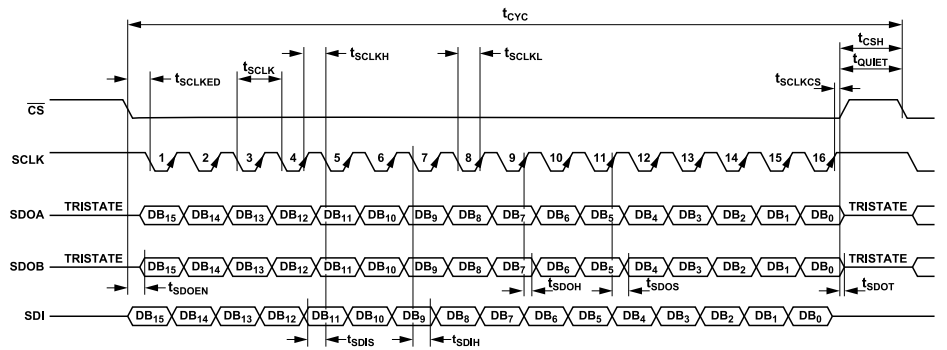 tCYC
tCSH
tSCLKH
tSCLKL
tSCLKED
tSCLK
tQUIET
tSCLKCS
CS
SCLK 1 2 3 4 5 6 7 8 9 10 11 12 13 14 15 16
SDOA TRISTATE DB15 DB14 DB13 DB12 DB11 DB10 DB9 DB8 DB7 DB6 DB5 DB4 DB3 DB2 DB1 DB0 TRISTATE
SDOB TRISTATE DB15 DB14 DB13 DB12 DB11 DB10 DB9 DB8 DB7 DB6 DB5 DB4 DB3 DB2 DB1 DB0 TRISTATE
tSDOEN tSDOH tSDOS tSDOT
SDI DB15 DB14 DB13 DB12 DB11 DB10 DB9 DB8 DB7 DB6 DB5 DB4 DB3 DB2 DB1 DB0
tSDIS tSDIH